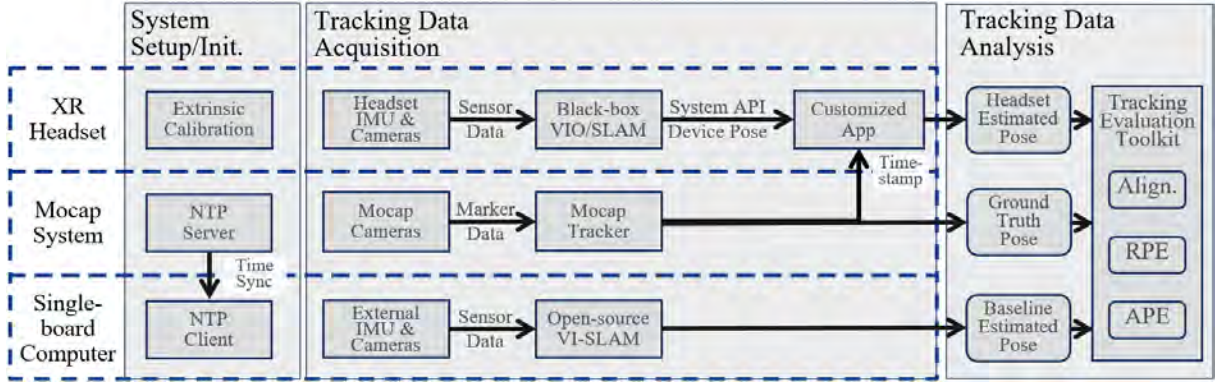 System
Setup/Init.
Tracking Data
Acquisition
Tracking Data
Analysis
XR
Headset
Extrinsic
Calibration
Headset
IMU &
Cameras
Sensor
Data
Black-box
VIO/SLAM
System API
Device Pose
Customized
App
Headset
Estimated
Pose
Tracking
Evaluation
Toolkit
Time-
stamp
Mocap
System
NTP
Server
Mocap
Cameras
Marker
Data
Mocap
Tracker
Ground
Truth
Pose
Align.
RPE
APE
Time
Sync
Single-
board
Computer
NTP
Client
External
IMU &
Cameras
Sensor
Data
Open-source
VI-SLAM
Baseline
Estimated
Pose